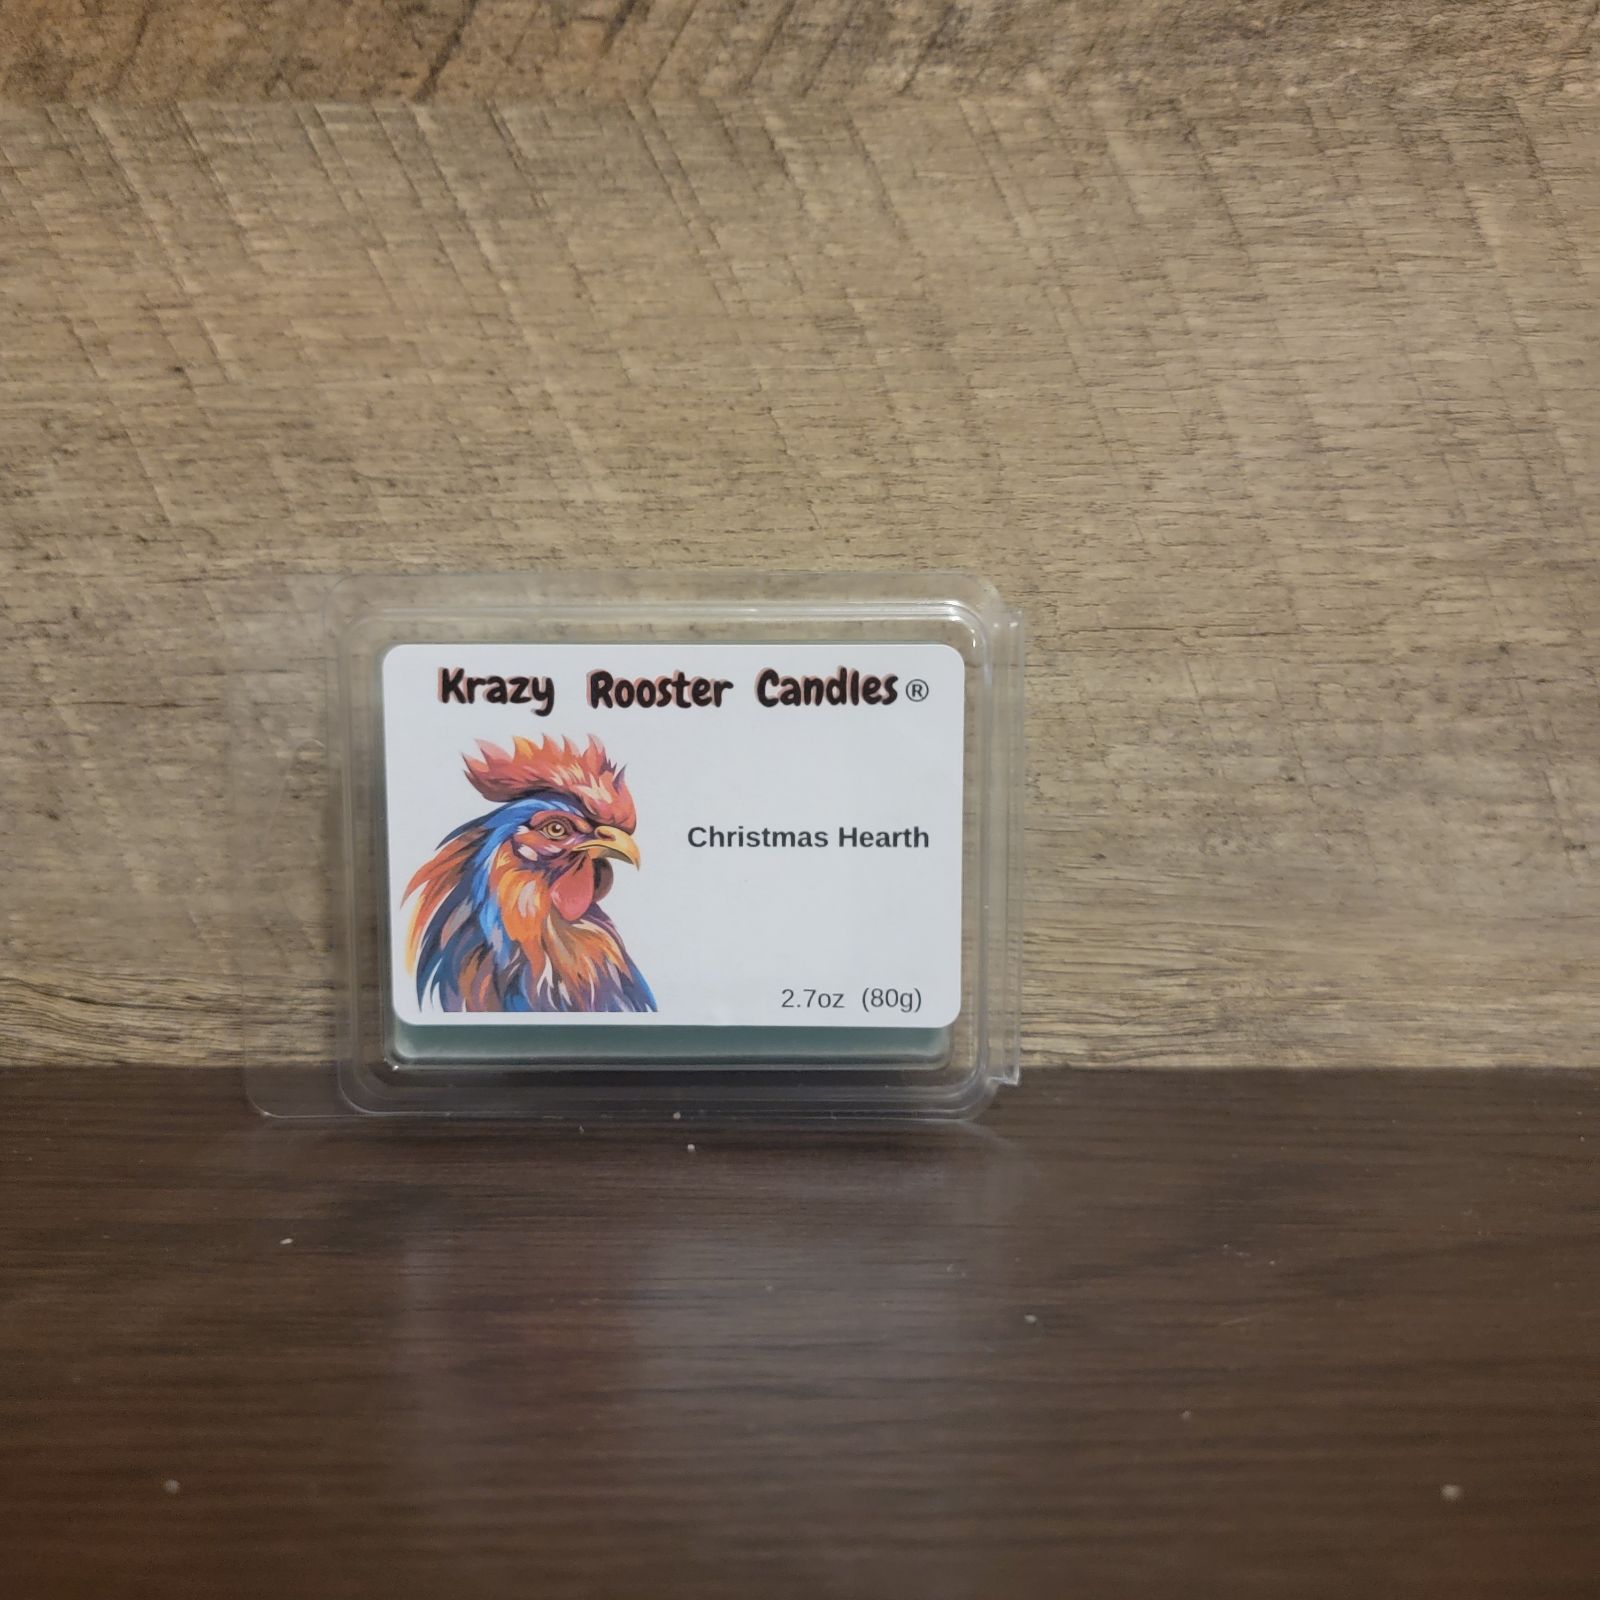 Krazy Rooster Candles ®
Christmas Hearth
2.7oz (80g)